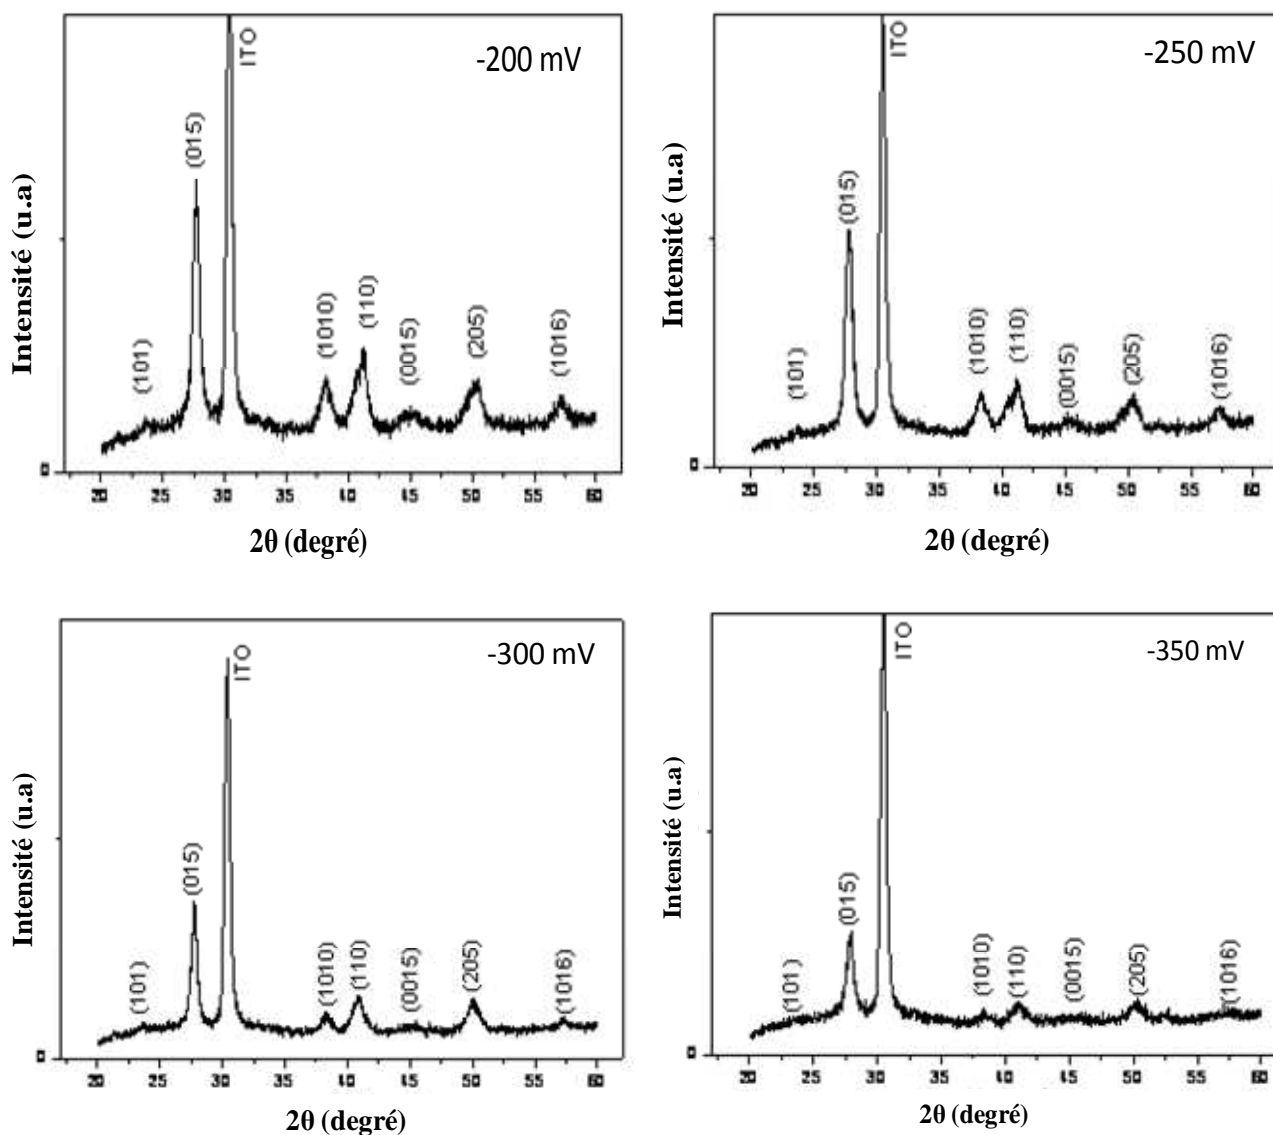 -200 mV
ITO
(015)
(101)
(1010)
(110)
(0015)
(205)
(1016)
Intensité (u.a)
0
20 25 30 35 40 45 50 55 60
2θ (degré)
-250 mV
ITO
(015)
(101)
(1010)
(110)
(0015)
(205)
(1016)
Intensité (u.a)
0
20 25 30 35 40 45 50 55 60
2θ (degré)
-300 mV
ITO
(015)
(101)
(1010)
(110)
(0015)
(205)
(1016)
Intensité (u.a)
0
20 25 30 35 40 45 50 55 60
2θ (degré)
-350 mV
ITO
(015)
(101)
(1010)
(110)
(0015)
(205)
(1016)
Intensité (u.a)
0
20 25 30 35 40 45 50 55 60
2θ (degré)